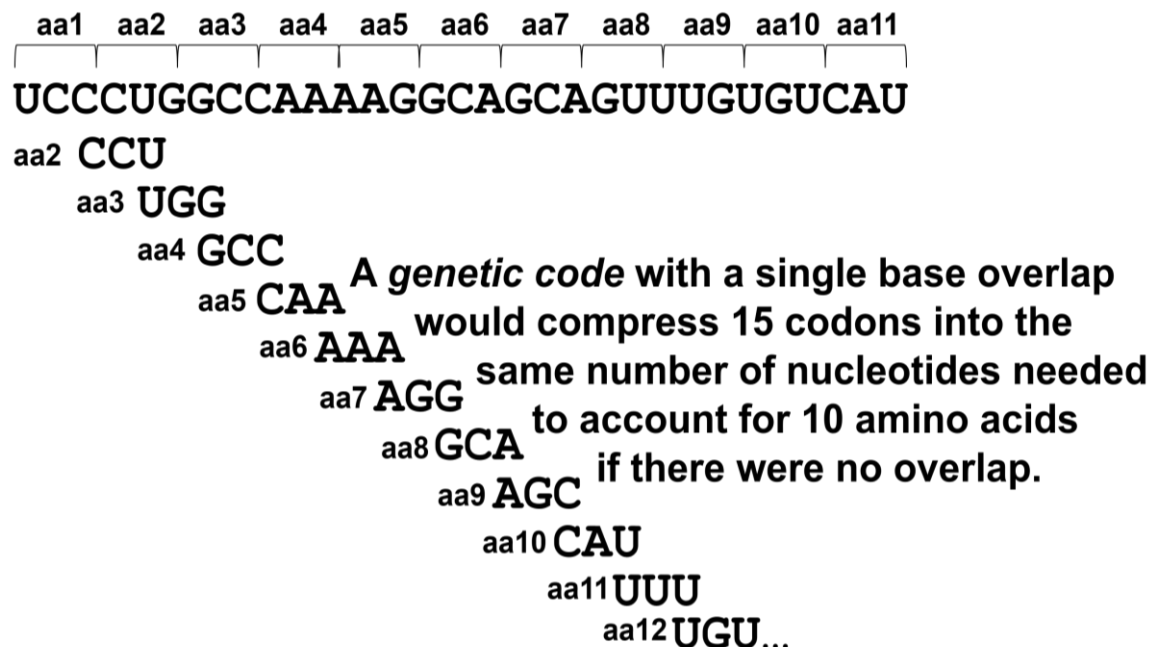 aa1 aa2 aa3 aa4 aa5 aa6 aa7 aa8 aa9 aa10 aa11
UCCCUGGCCAAAAGGCAGCAGUUUGUGUCAU
aa2 CCU
aa3 UGG
aa4 GCC
aa5 CAA
aa6 AAA
aa7 AGG
aa8 GCA
aa9 AGC
aa10 CAU
aa11 UUU
aa12 UGU...
A genetic code with a single base overlap
would compress 15 codons into the
same number of nucleotides needed
to account for 10 amino acids
if there were no overlap.